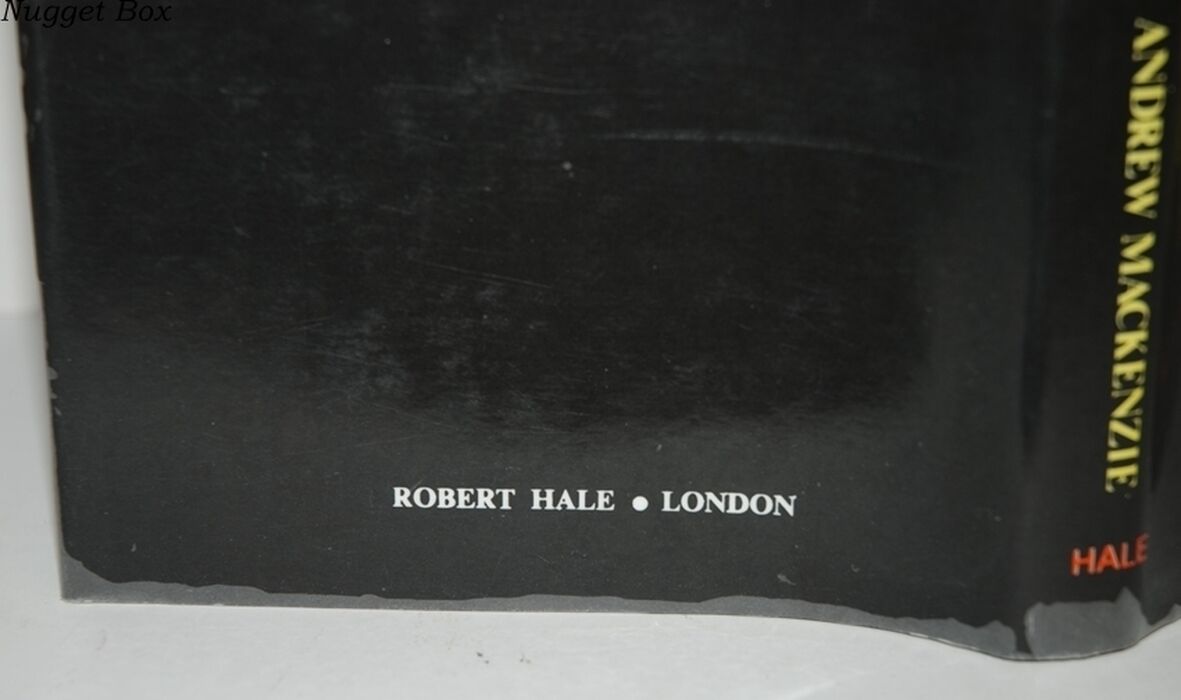 Nugget Box
ROBERT HALE ● LONDON
ANDREW MACKENZIE
HALE